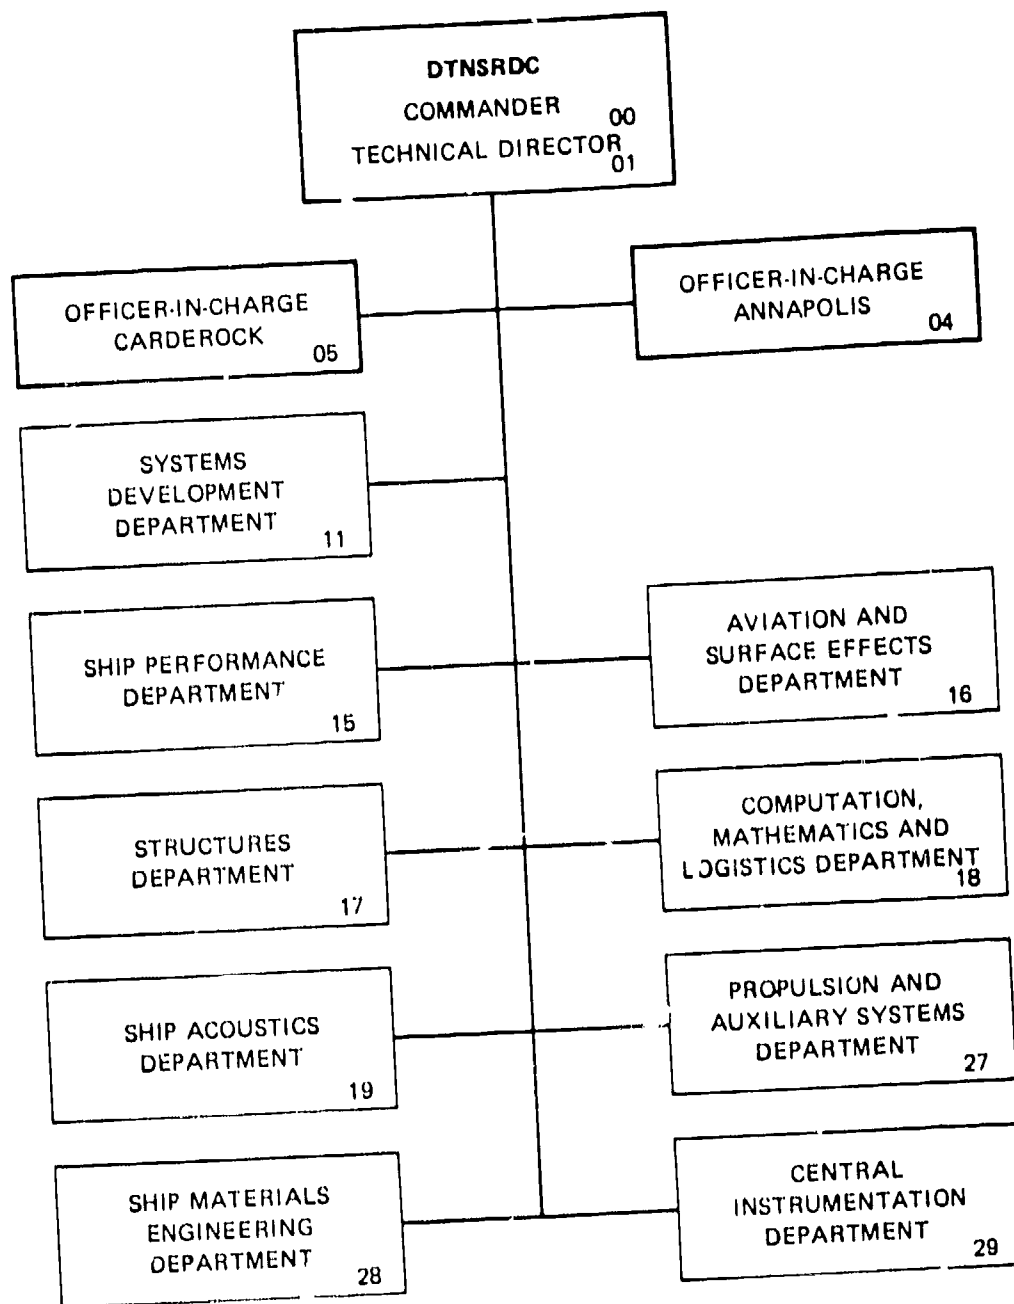 DTNSRDC
COMMANDER 00
TECHNICAL DIRECTOR 01
OFFICER-IN-CHARGE
CARDEROCK
05
OFFICER-IN-CHARGE
ANNAPOLIS
04
SYSTEMS
DEVELOPMENT
DEPARTMENT
11
SHIP PERFORMANCE
DEPARTMENT
15
AVIATION AND
SURFACE EFFECTS
DEPARTMENT
16
STRUCTURES
DEPARTMENT
17
COMPUTATION,
MATHEMATICS AND
LOGISTICS DEPARTMENT
18
SHIP ACOUSTICS
DEPARTMENT
19
PROPULSION AND
AUXILIARY SYSTEMS
DEPARTMENT
27
SHIP MATERIALS
ENGINEERING
DEPARTMENT
28
CENTRAL
INSTRUMENTATION
DEPARTMENT
29